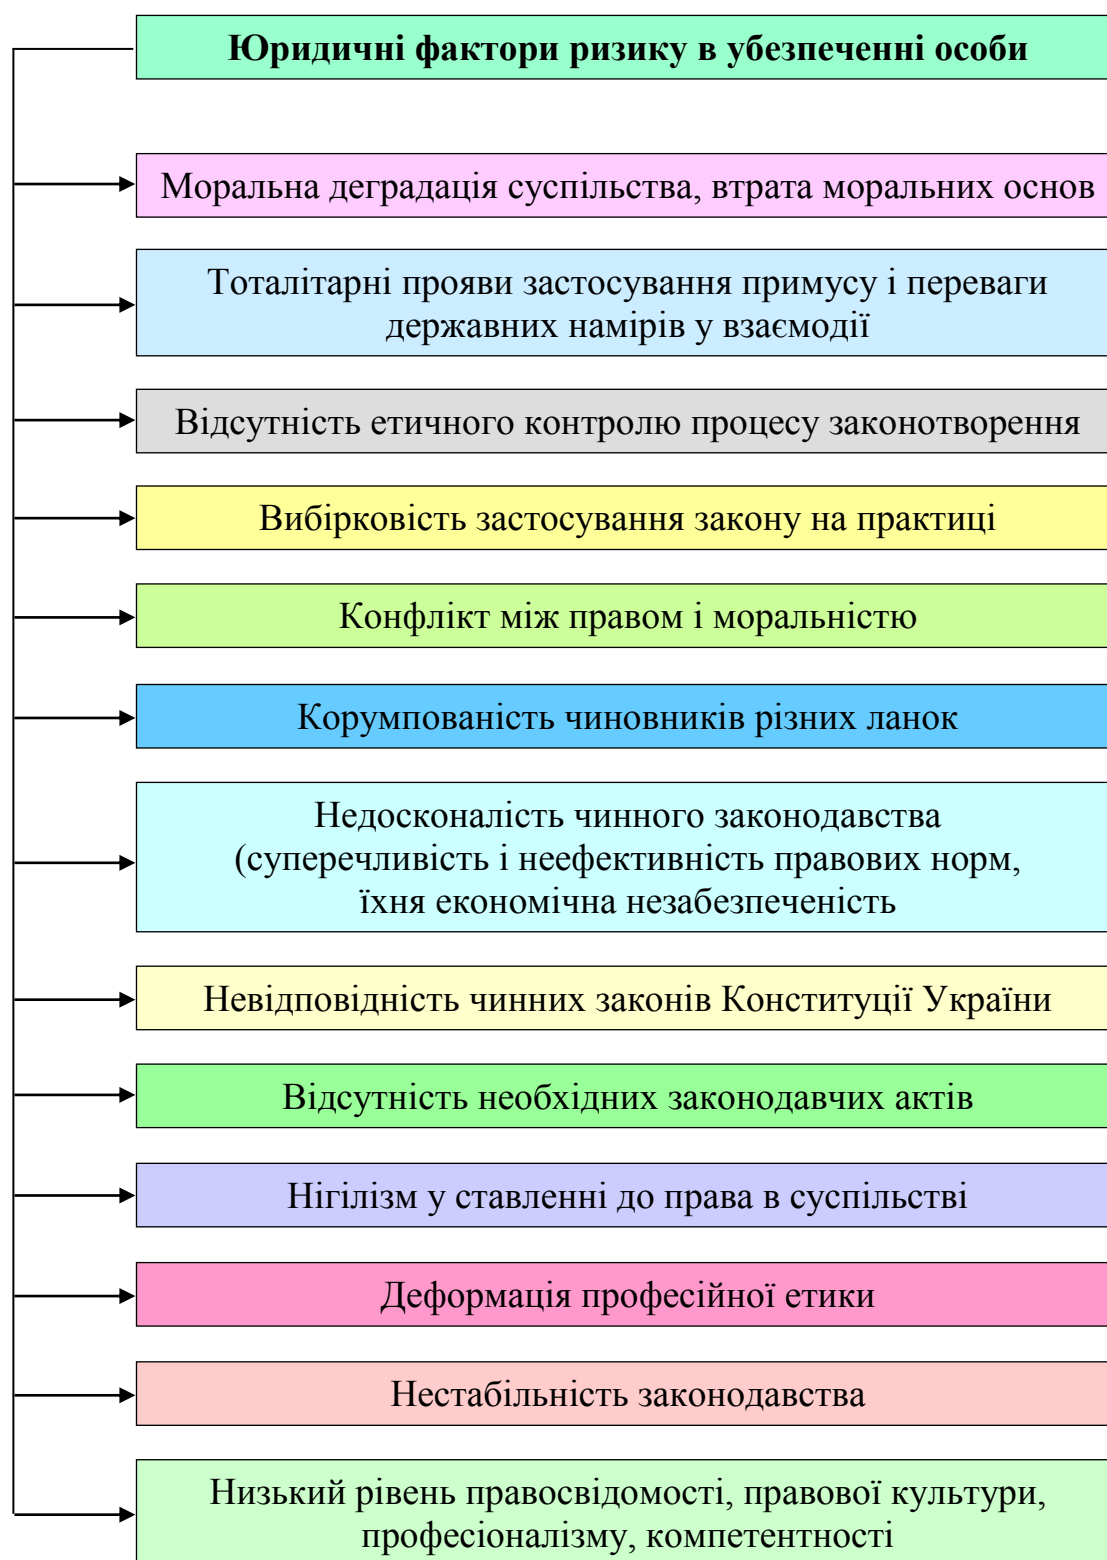 Юридичні фактори ризику в убезпеченні особи
Моральна деградація суспільства, втрата моральних основ
Тоталітарні прояви застосування примусу і переваги
державних намірів у взаємодії
Відсутність етичного контролю процесу законотворення
Вибірковість застосування закону на практиці
Конфлікт між правом і моральністю
Корумпованість чиновників різних ланок
Недосконалість чинного законодавства
(суперечливість і неефективність правових норм,
їхня економічна незабезпеченість
Невідповідність чинних законів Конституції України
Відсутність необхідних законодавчих актів
Нігілізм у ставленні до права в суспільстві
Деформація професійної етики
Нестабільність законодавства
Низький рівень правосвідомості, правової культури,
професіоналізму, компетентності